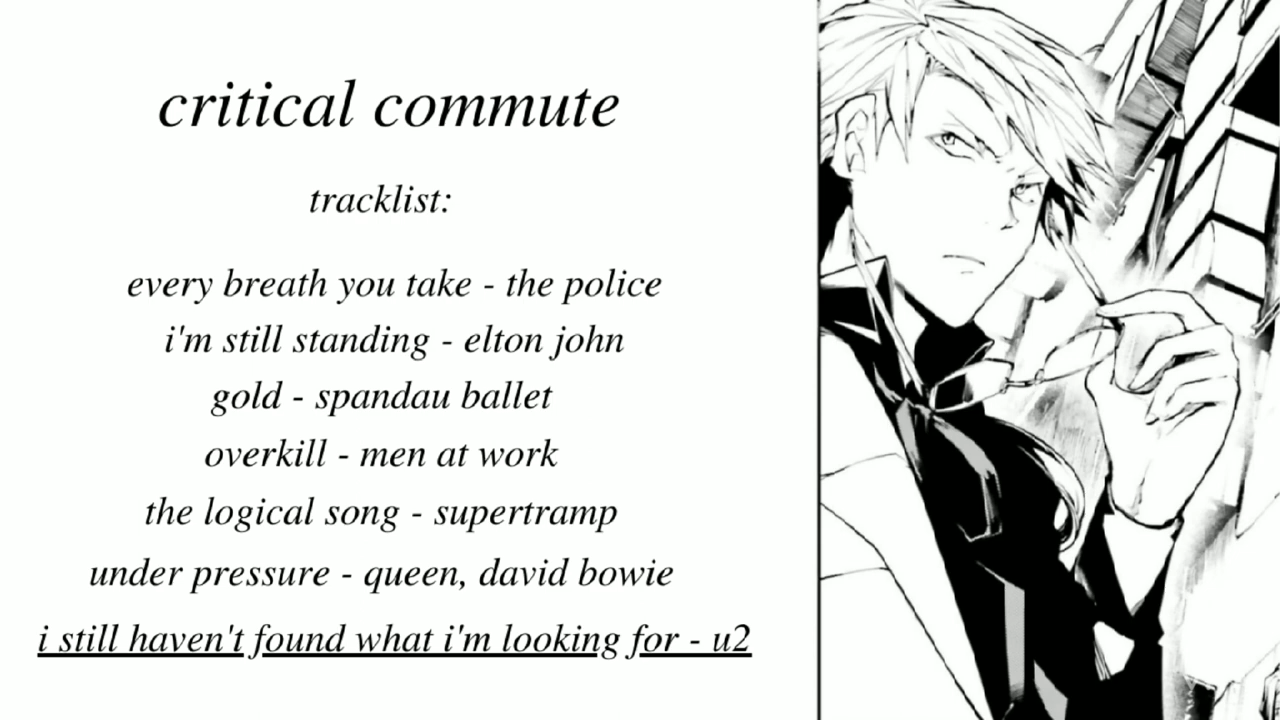 critical commute
tracklist:
every breath you take - the police
i'm still standing - elton john
gold - spandau ballet
overkill - men at work
the logical song - supertramp
under pressure - queen, david bowie
i still haven't found what i'm looking for - u2